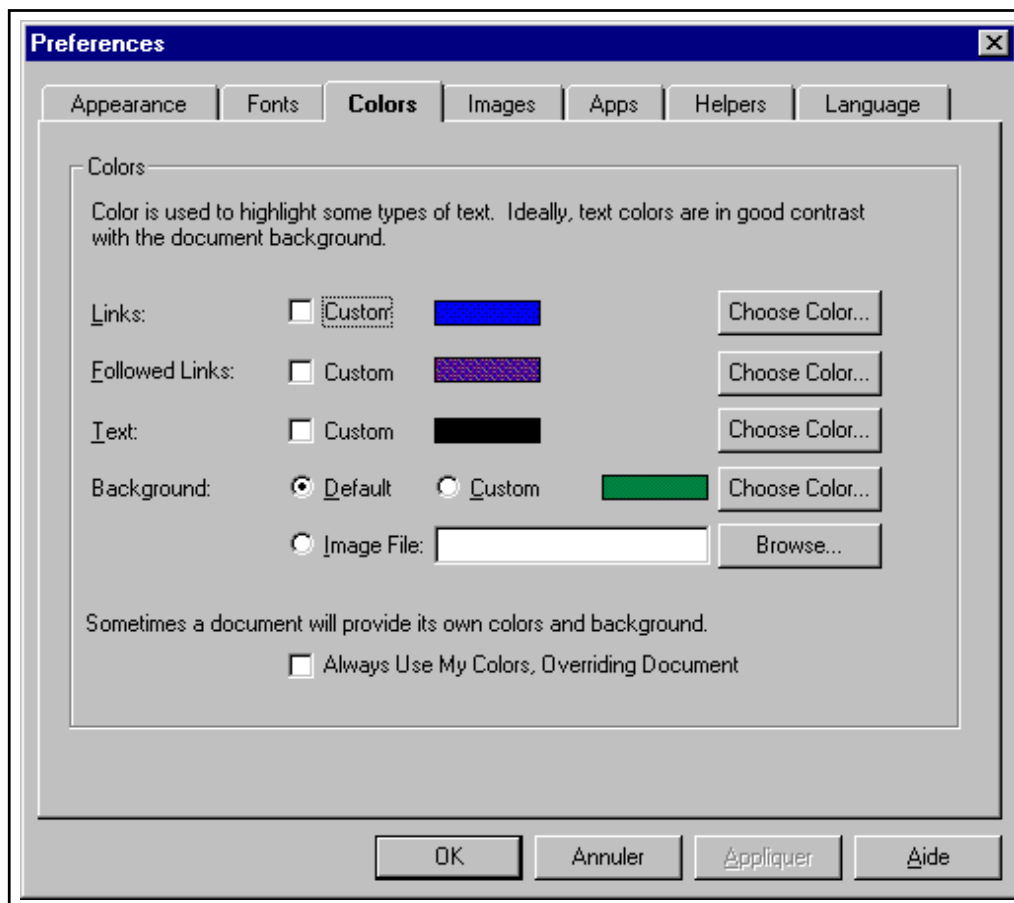 Preferences
Appearance Fonts Colors Images Apps Helpers Language
Colors
Color is used to highlight some types of text. Ideally, text colors are in good contrast
with the document background.
Links: Custom Choose Color...
Followed Links: Custom Choose Color...
Text: Custom Choose Color...
Background: Default Custom Choose Color...
Image File: Browse...
Sometimes a document will provide its own colors and background.
Always Use My Colors, Overriding Document
OK Annuler Appliquer Aide